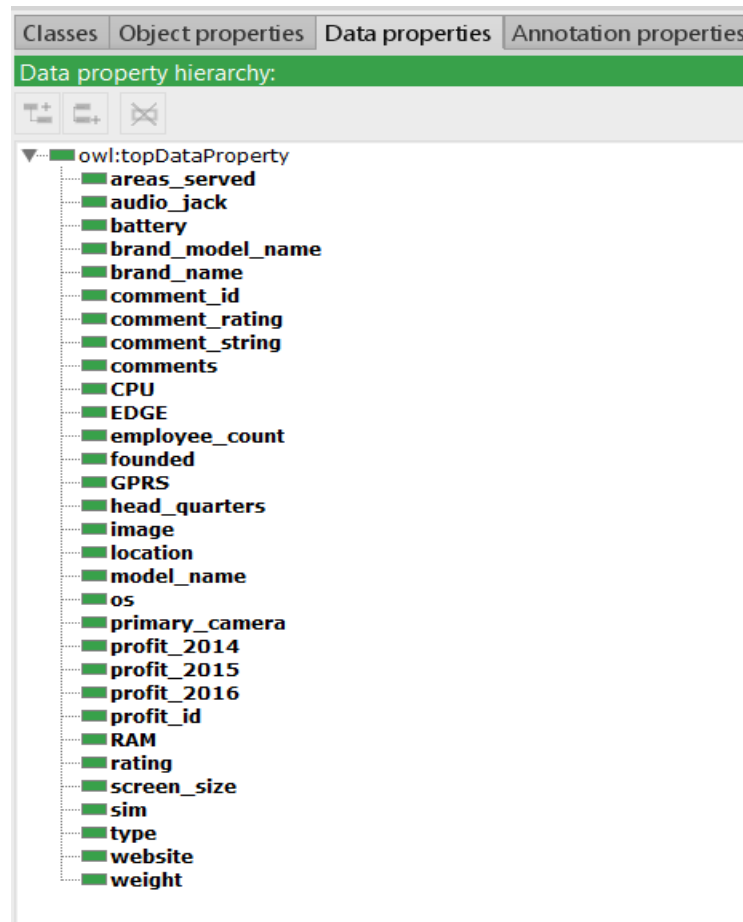 Classes Object properties Data properties Annotation properties
Data property hierarchy:
owl:topDataProperty
areas_served
audio_jack
battery
brand_model_name
brand_name
comment_id
comment_rating
comment_string
comments
CPU
EDGE
employee_count
founded
GPRS
head_quarters
image
location
model_name
os
primary_camera
profit_2014
profit_2015
profit_2016
profit_id
RAM
rating
screen_size
sim
type
website
weight